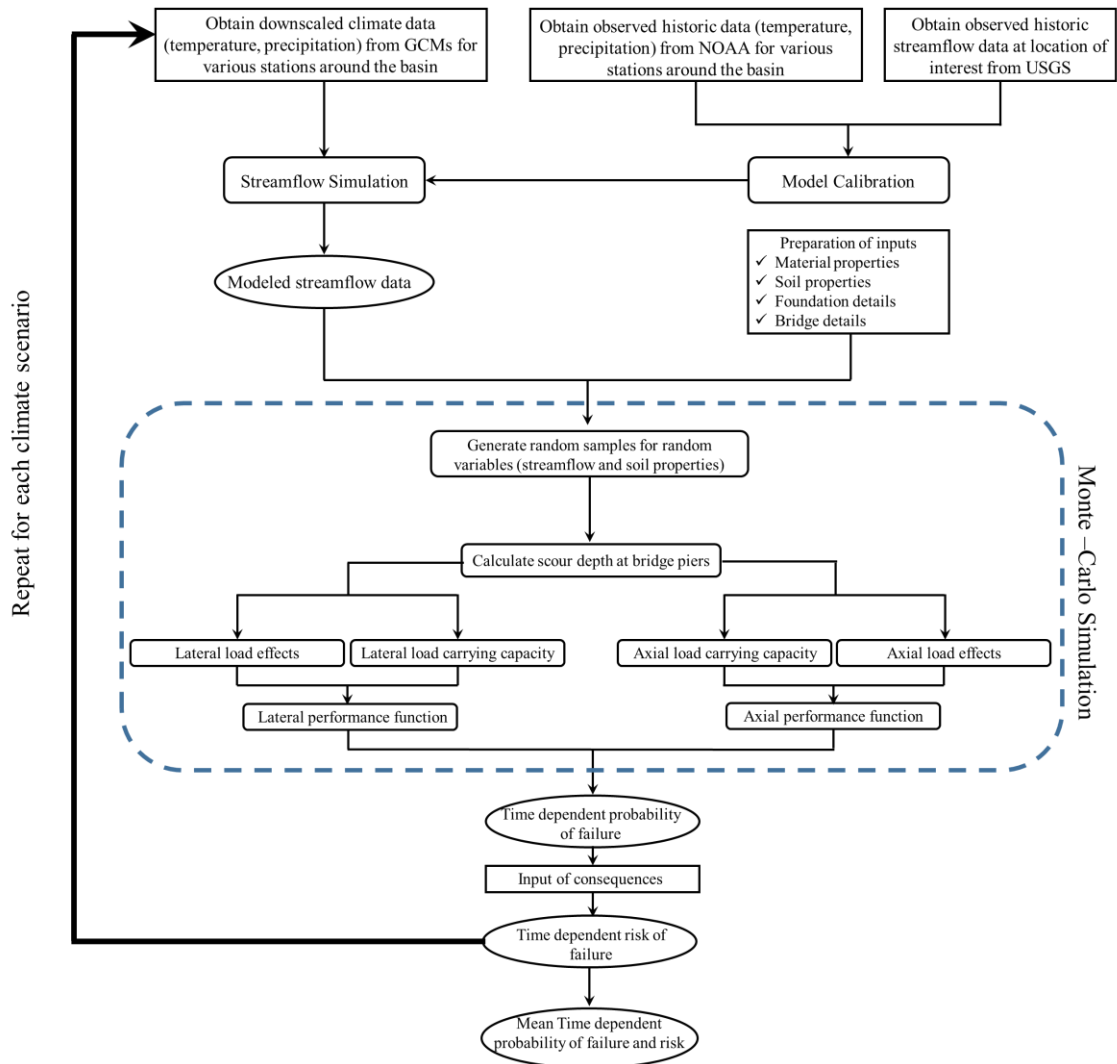 Obtain downscaled climate data
(temperature, precipitation) from GCMs for
various stations around the basin
Obtain observed historic data (temperature,
precipitation) from NOAA for various
stations around the basin
Obtain observed historic
streamflow data at location of
interest from USGS
Streamflow Simulation
Model Calibration
Preparation of inputs
✓ Material properties
✓ Soil properties
✓ Foundation details
✓ Bridge details
Modeled streamflow data
Repeat for each climate scenario
Generate random samples for random
variables (streamflow and soil properties)
Calculate scour depth at bridge piers
Monte –Carlo Simulation
Lateral load effects
Lateral load carrying capacity
Axial load carrying capacity
Axial load effects
Lateral performance function
Axial performance function
Time dependent probability
of failure
Input of consequences
Time dependent risk of
failure
Mean Time dependent
probability of failure and risk